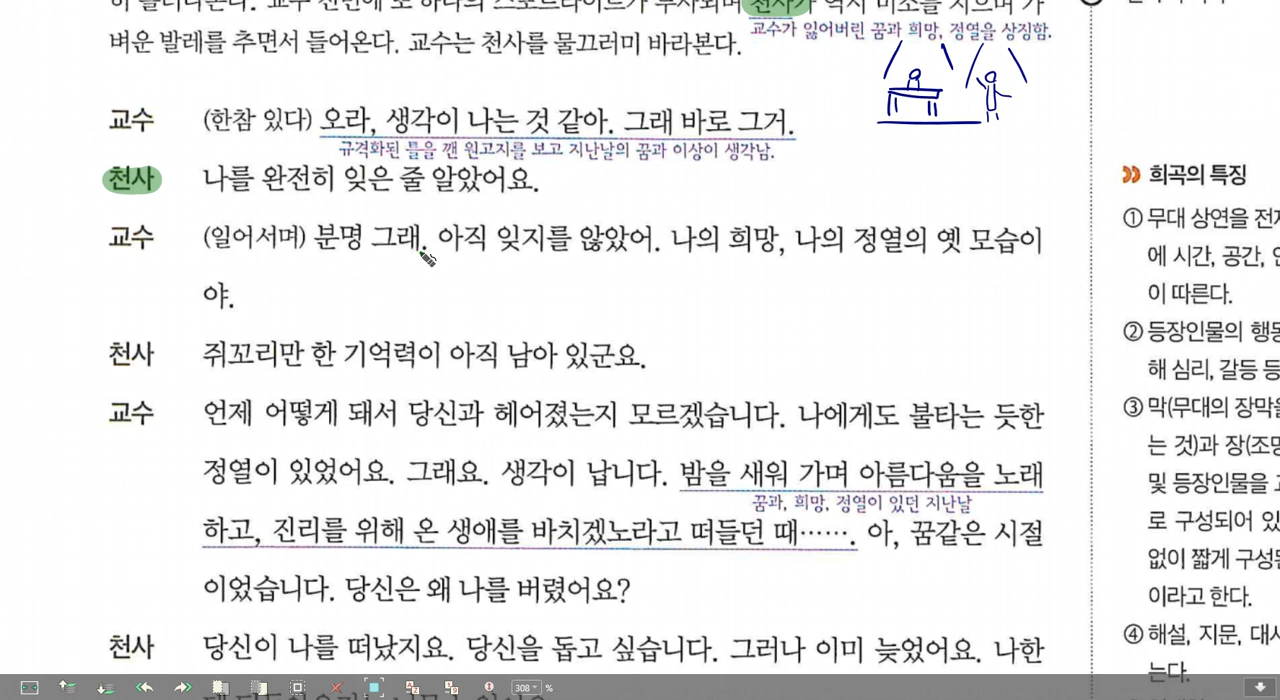 천사가 역시 미소를 지으며 가
교수가 잃어버린 꿈과 희망, 정열을 상징함.
벼운 발레를 추면서 들어온다. 교수는 천사를 물끄러미 바라본다.
교수 (한참 있다) 오라, 생각이 나는 것 같아. 그래 바로 그거.
규격화된 틀을 깬 원고지를 보고 지난날의 꿈과 이상이 생각남.
천사 나를 완전히 잊은 줄 알았어요.
교수 (일어서며) 분명 그래. 아직 잊지를 않았어. 나의 희망, 나의 정열의 옛 모습이
야.
천사 쥐꼬리만 한 기억력이 아직 남아 있군요.
교수 언제 어떻게 돼서 당신과 헤어졌는지 모르겠습니다. 나에게도 불타는 듯한
정열이 있었어요. 그래요. 생각이 납니다. 밤을 새워 가며 아름다움을 노래
꿈과, 희망, 정열이 있던 지난날
하고, 진리를 위해 온 생애를 바치겠노라고 떠들던 때……. 아, 꿈같은 시절
이었습니다. 당신은 왜 나를 버렸어요?
천사 당신이 나를 떠났지요. 당신을 돕고 싶습니다. 그러나 이미 늦었어요. 나한
희곡의 특징
① 무대 상연을 전
에 시간, 공간,
이 따른다.
② 등장인물의 행동
해 심리, 갈등 등
③ 막(무대의 장막을
는 것)과 장(조명
및 등장인물을
로 구성되어 있
없이 짧게 구성된
이라고 한다.
④ 해설, 지문, 대사
는다.
308 %